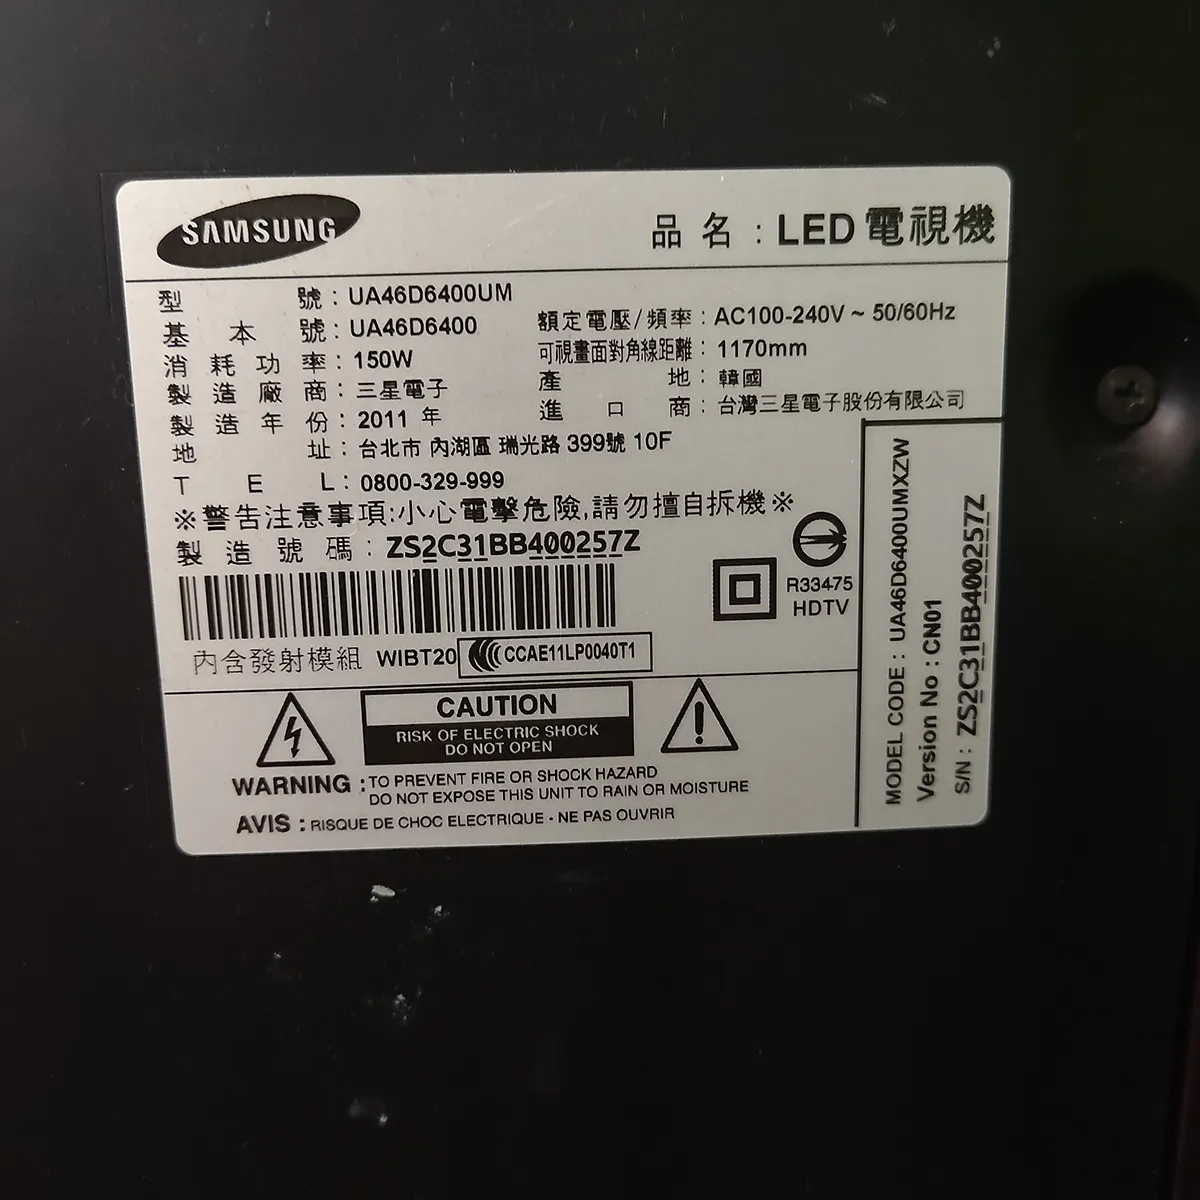 SAMSUNG
品名：LED 電視機
型號：UA46D6400UM
基本號：UA46D6400
消耗功率：150W
製造廠商：三星電子
製造年份：2011 年
額定電壓/頻率：AC100-240V ~ 50/60Hz
可視畫面對角線距離：1170mm
產地：韓國
進口商：台灣三星電子股份有限公司
地址：台北市 內湖區 瑞光路 399號 10F
TEL：0800-329-999
※警告注意事項:小心電擊危險,請勿擅自拆機※
製造號碼：ZS2C31BB400257Z
R33475
HDTV
內含發射模組 WIBT20 CCAE11LP0040T1
CAUTION
RISK OF ELECTRIC SHOCK
DO NOT OPEN
WARNING : TO PREVENT FIRE OR SHOCK HAZARD
DO NOT EXPOSE THIS UNIT TO RAIN OR MOISTURE
AVIS : RISQUE DE CHOC ELECTRIQUE - NE PAS OUVRIR
MODEL CODE : UA46D6400UMXZW
Version No : CN01
S/N : ZS2C31BB400257Z